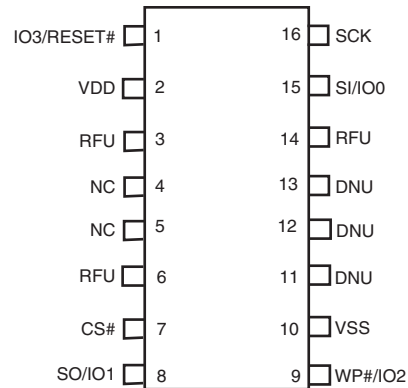 IO3/RESET# 1 16 SCK
VDD 2 15 SI/IO0
RFU 3 14 RFU
NC 4 13 DNU
NC 5 12 DNU
RFU 6 11 DNU
CS# 7 10 VSS
SO/IO1 8 9 WP#/IO2